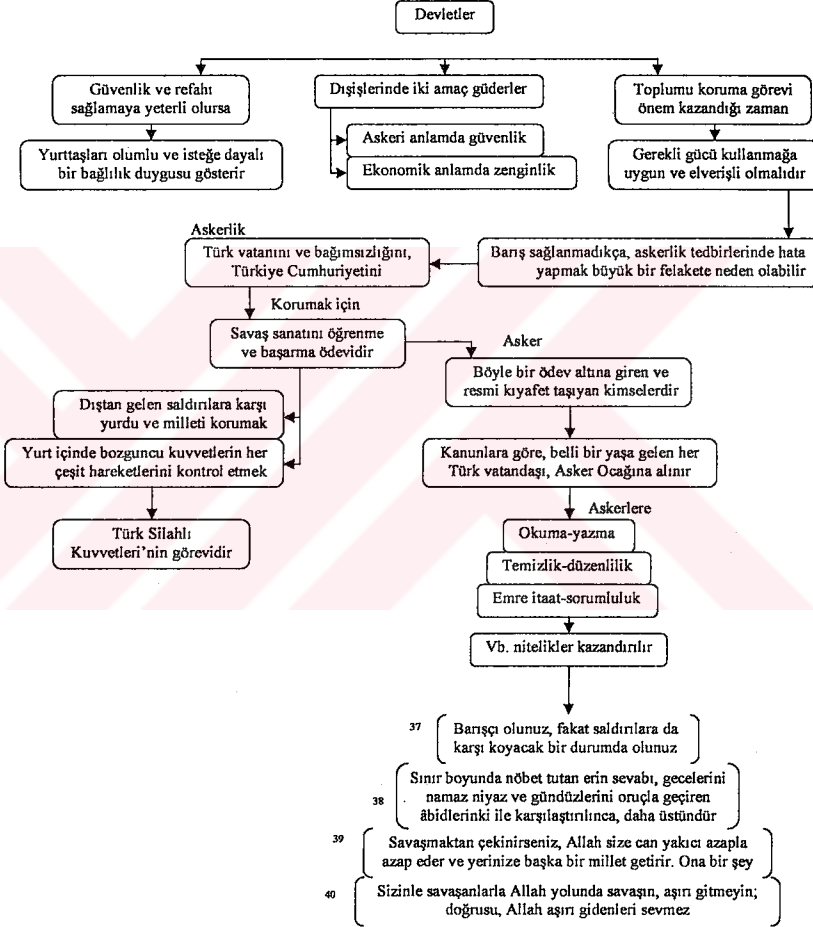 Devletler
Güvenlik ve refahı
sağlamaya yeterli olursa
Dışişlerinde iki amaç güderler
Toplumu koruma görevi
önem kazandığı zaman
Yurttaşları olumlu ve isteğe dayalı
bir bağlılık duygusu gösterir
Askeri anlamda güvenlik
Ekonomik anlamda zenginlik
Gerekli gücü kullanmağa
uygun ve elverişli olmalıdır
Askerlik
Türk vatanını ve bağımsızlığını,
Türkiye Cumhuriyetini
Barış sağlanmadıkça, askerlik tedbirlerinde hata
yapmak büyük bir felakete neden olabilir
Korumak için
Savaş sanatını öğrenme
ve başarma ödevidir
Asker
Böyle bir ödev altına giren ve
resmi kıyafet taşıyan kimselerdir
Dıştan gelen saldırılara karşı
yurdu ve milleti korumak
Yurt içinde bozguncu kuvvetlerin her
çeşit hareketlerini kontrol etmek
Kanunlara göre, belli bir yaşa gelen her
Türk vatandaşı, Asker Ocağına alınır
Türk Silahlı
Kuvvetleri'nin görevidir
Askerlere
Okuma-yazma
Temizlik-düzenlilik
Emre itaat-sorumluluk
Vb. nitelikler kazandırılır
37 Barışçı olunuz, fakat saldırılara da
karşı koyacak bir durumda olunuz
Sınır boyunda nöbet tutan erin sevabı, gecelerini
38 namaz niyaz ve gündüzlerini oruçla geçiren
âbidlerinki ile karşılaştırılınca, daha üstündür
39 Savaşmaktan çekinirseniz, Allah size can yakıcı azapla
azap eder ve yerinize başka bir millet getirir. Ona bir şey
40 Sizinle savaşanlarla Allah yolunda savaşın, aşırı gitmeyin;
doğrusu, Allah aşırı gidenleri sevmez